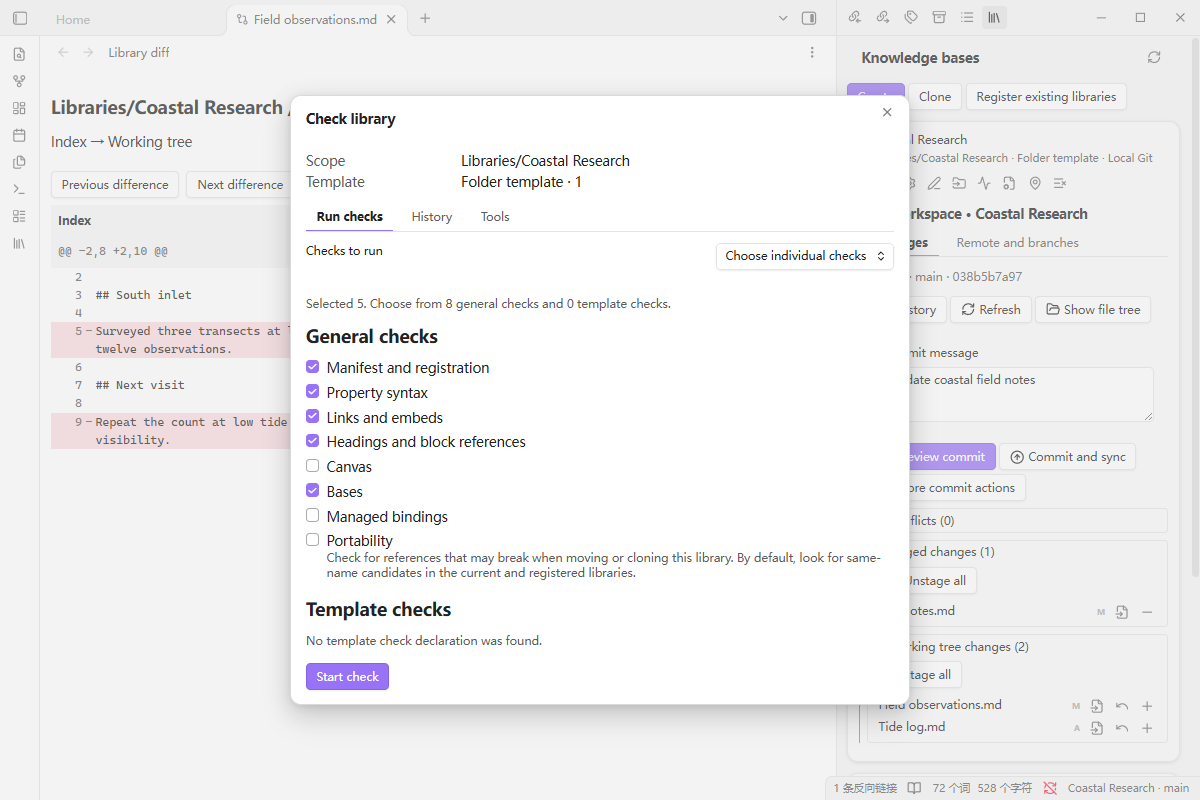 Home
Field observations.md
Library diff
Libraries/Coastal Research
Index → Working tree
Previous difference
Next difference
Index
@@ -2,8 +2,10 @@
2
3 ## South inlet
4
5 − Surveyed three transects at
twelve observations.
6
7 ## Next visit
8
9 − Repeat the count at low tide
visibility.
Check library
Scope Libraries/Coastal Research
Template Folder template · 1
Run checks
History
Tools
Checks to run
Choose individual checks
Selected 5. Choose from 8 general checks and 0 template checks.
General checks
Manifest and registration
Property syntax
Links and embeds
Headings and block references
Canvas
Bases
Managed bindings
Portability
Check for references that may break when moving or cloning this library. By default, look for same-
name candidates in the current and registered libraries.
Template checks
No template check declaration was found.
Start check
Knowledge bases
Clone
Register existing libraries
Research
/Coastal Research · Folder template · Local Git
• Coastal Research
Remote and branches
· main · 038b5b7a97
Refresh
Show file tree
message
coastal field notes
commit
Commit and sync
commit actions
(0)
changes (1)
Unstage all
M
tree changes (2)
all
Field observations.md M
Tide log.md A
1 条反向链接
72 个词 528 个字符
Coastal Research · main